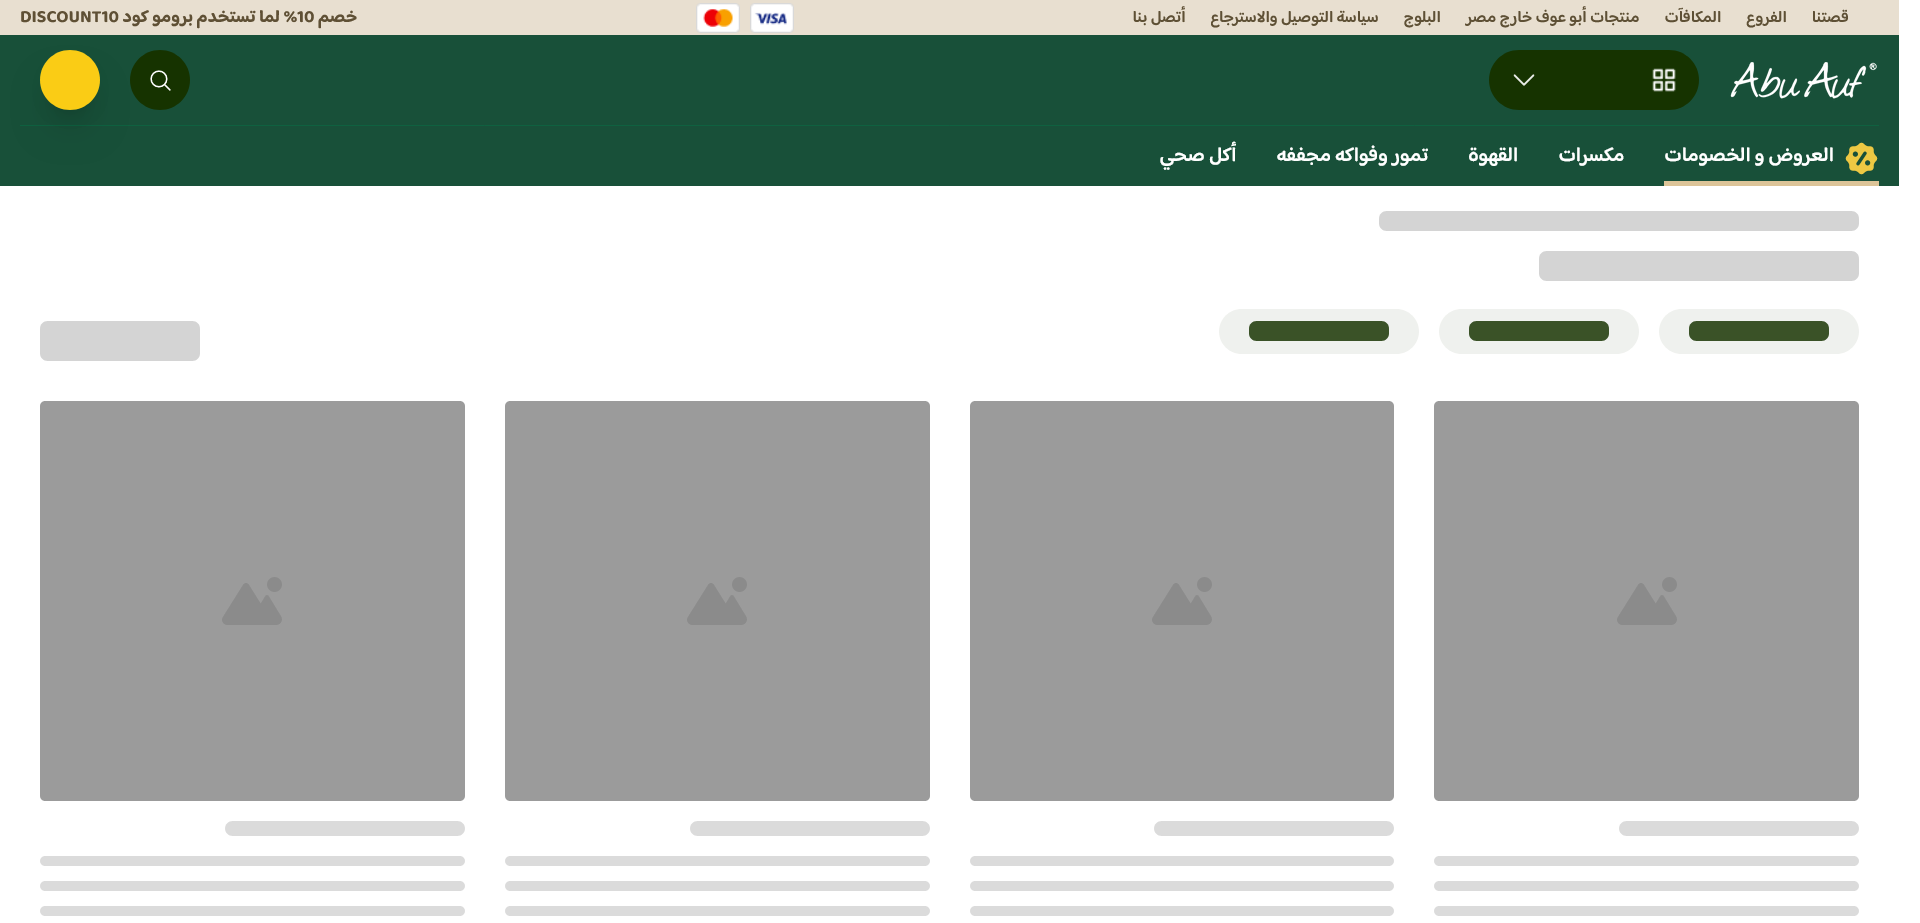 قصتنا
الفروع
المكافآت
منتجات أبو عوف خارج مصر
البلوج
سياسة التوصيل والاسترجاع
أتصل بنا
VISA
خصم 10% لما تستخدم برومو كود DISCOUNT10
Abu Auf®
العروض و الخصومات
مكسرات
القهوة
تمور وفواكه مجففه
أكل صحي